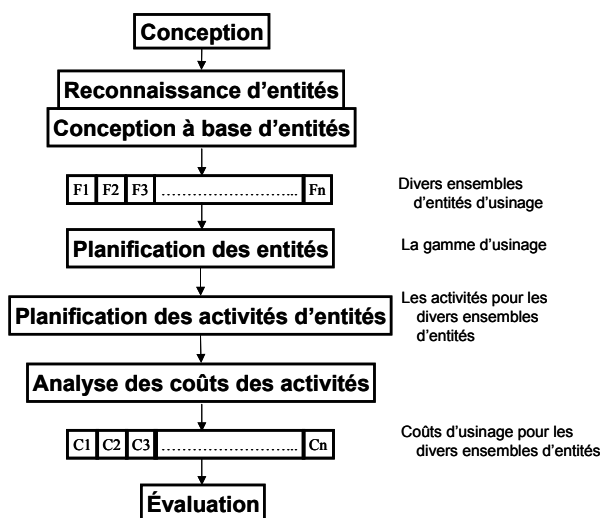 Conception
Reconnaissance d'entités
Conception à base d'entités
F1 F2 F3 ........................... Fn
Divers ensembles
d'entités d'usinage
Planification des entités
La gamme d'usinage
Planification des activités d'entités
Les activités pour les
divers ensembles
d'entités
Analyse des coûts des activités
C1 C2 C3 ........................... Cn
Coûts d'usinage pour les
divers ensembles d'entités
Évaluation